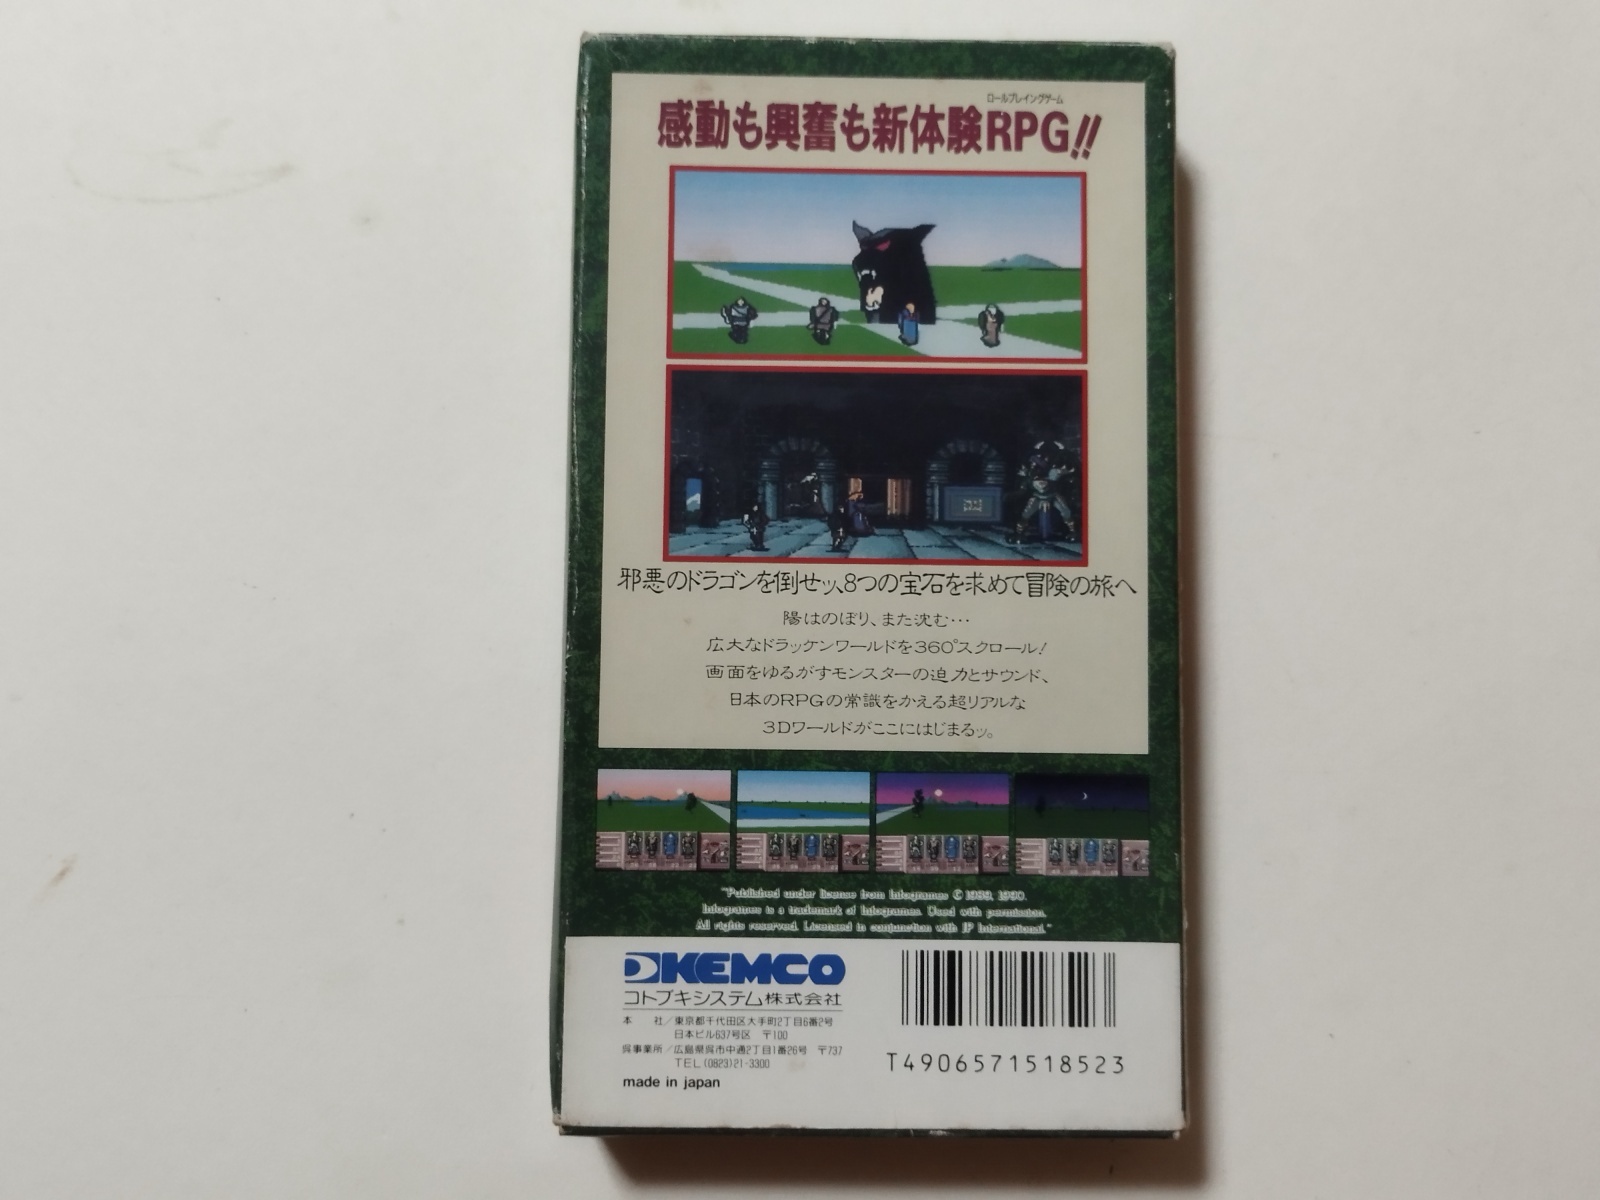 ロールプレイングゲーム
感動も興奮も新体験RPG!!
邪悪のドラゴンを倒せッ、8つの宝石を求めて冒険の旅へ
陽はのぼり、また沈む…
広大なドラッケンワールドを360°スクロール!
画面をゆるがすモンスターの迫力とサウンド、
日本のRPGの常識をかえる超リアルな
3Dワールドがここにはじまるッ。
"Published under license from Infogrames © 1989, 1990.
Infogrames is a trademark of Infogrames. Used with permission.
All rights reserved. Licensed in conjunction with JP International."
KEMCO
コトブキシステム株式会社
本 社/東京都千代田区大手町2丁目6番2号
日本ビル637号区 〒100
呉事業所/広島県呉市中通2丁目1番26号 〒737
TEL(0823)21-3300
made in japan
T4906571518523